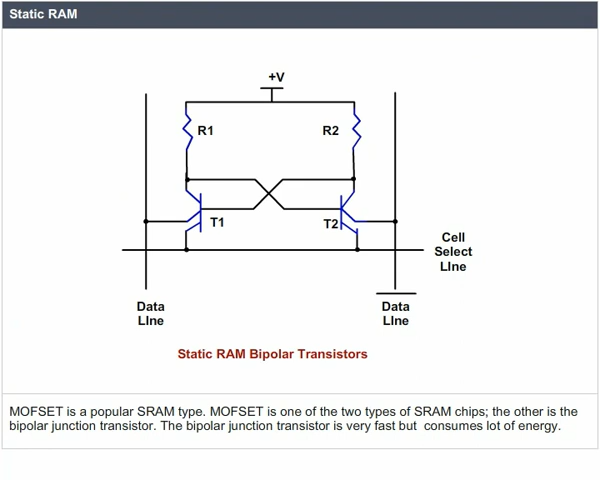 Static RAM
+V
R1
R2
T1
T2
Cell
Select
LIne
Data
LIne
Data
LIne
Static RAM Bipolar Transistors
MOFSET is a popular SRAM type. MOFSET is one of the two types of SRAM chips; the other is the
bipolar junction transistor. The bipolar junction transistor is very fast but consumes lot of energy.